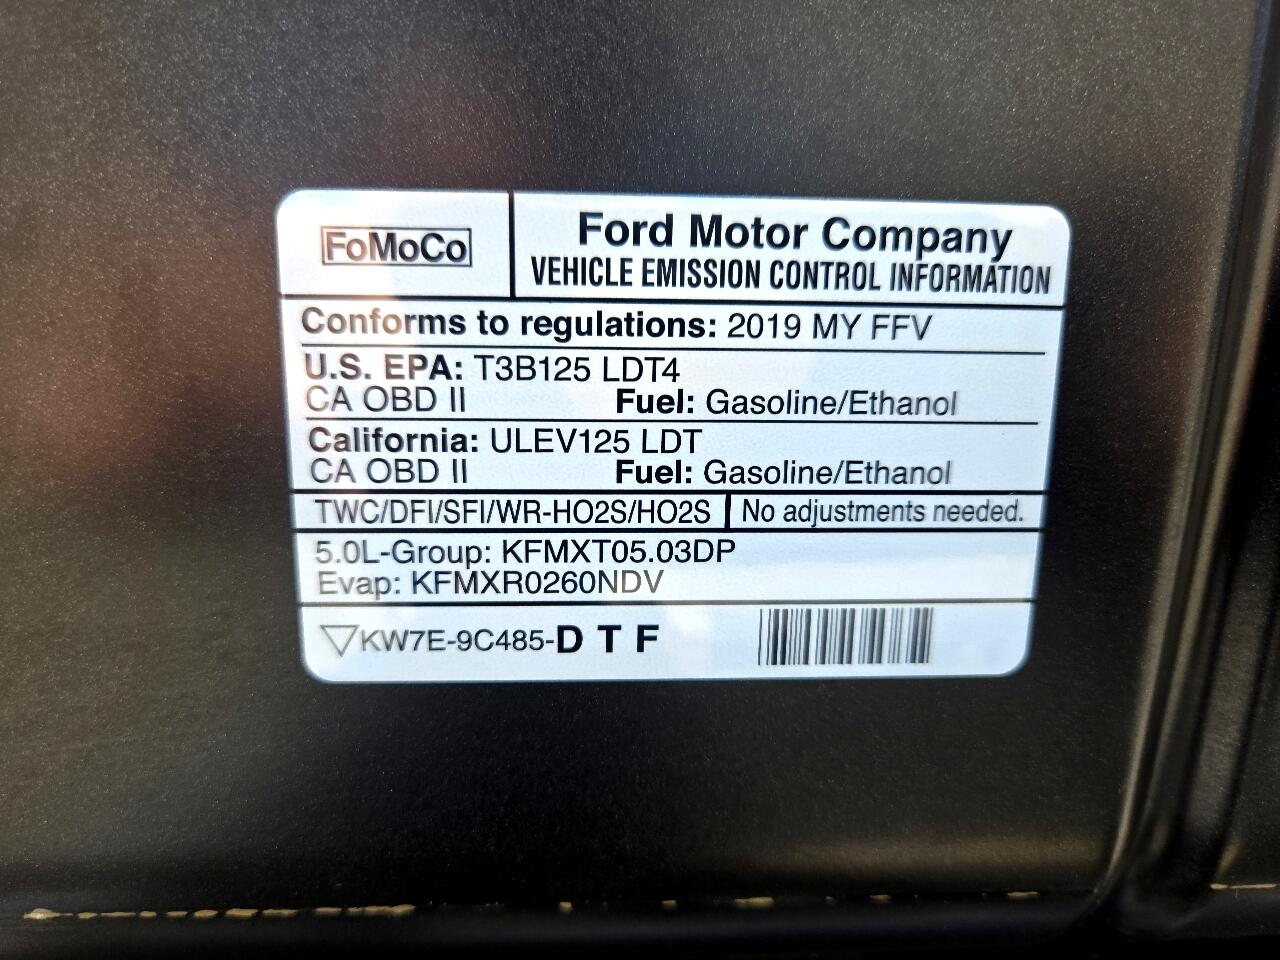 FoMoCo
Ford Motor Company
VEHICLE EMISSION CONTROL INFORMATION
Conforms to regulations: 2019 MY FFV
U.S. EPA: T3B125 LDT4
CA OBD II Fuel: Gasoline/Ethanol
California: ULEV125 LDT
CA OBD II Fuel: Gasoline/Ethanol
TWC/DFI/SFI/WR-HO2S/HO2S No adjustments needed.
5.0L-Group: KFMXT05.03DP
Evap: KFMXR0260NDV
▽KW7E-9C485-D T F